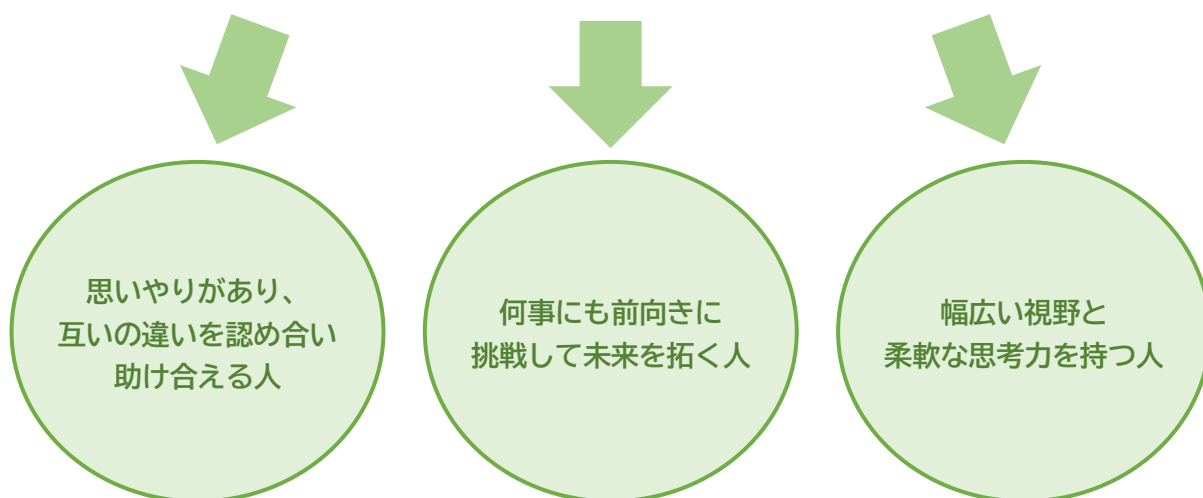 思いやりがあり、
互いの違いを認め合い
助け合える人
何事にも前向きに
挑戦して未来を拓く人
幅広い視野と
柔軟な思考力を持つ人